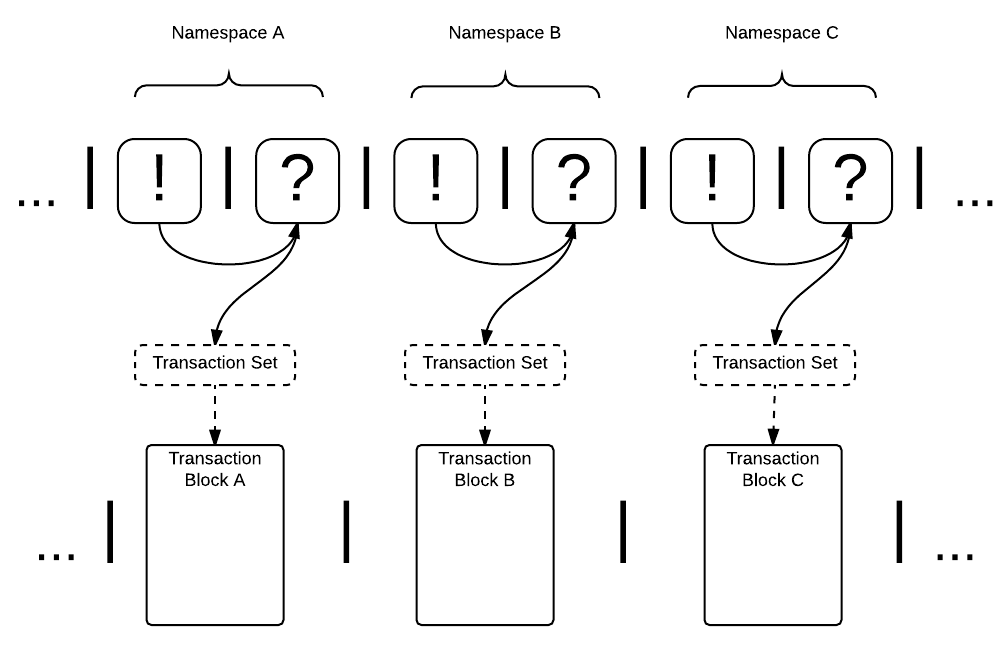 Namespace A Namespace B Namespace C
... | ! | ? | ! | ? | ! | ? | ...
Transaction Set Transaction Set Transaction Set
Transaction Transaction Transaction
Block A Block B Block C
... | | | | ...